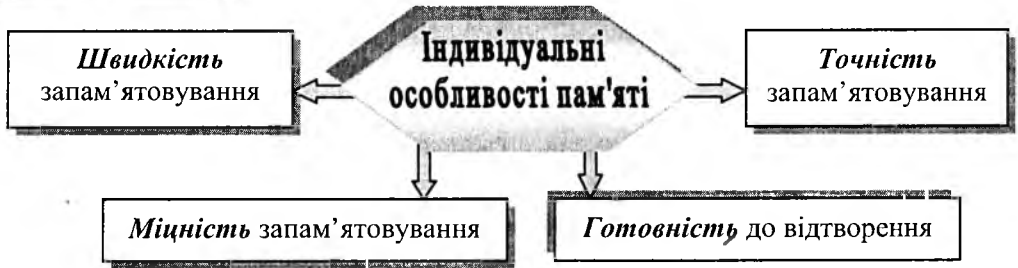 Індивідуальні
особливості пам'яті
Швидкість
запам’ятовування
Точність
запам’ятовування
Міцність запам’ятовування
Готовність до відтворення